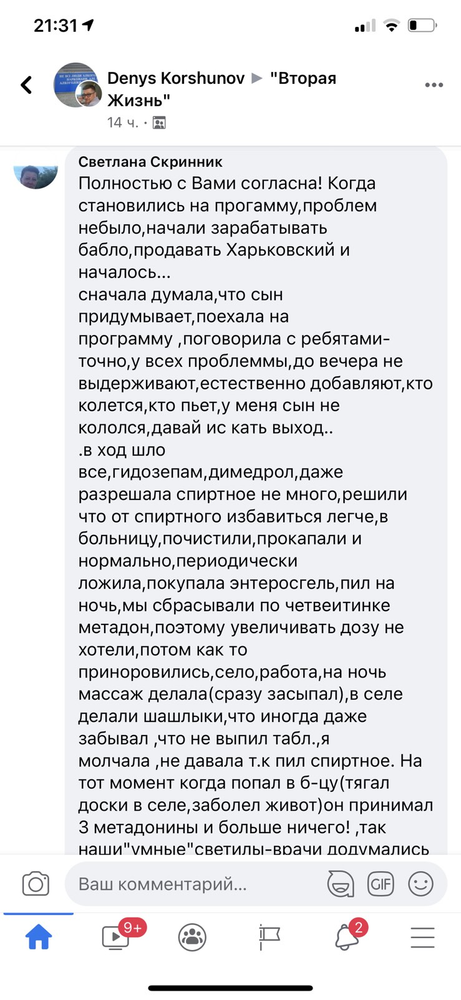 21:31
Denys Korshunov ▶ "Вторая
Жизнь"
14 ч. ·
Светлана Скринник
Полностью с Вами согласна! Когда
становились на прогамму,проблем
небыло,начали зарабатывать
бабло,продавать Харьковский и
началось...
сначала думала,что сын
придумывает,поехала на
программу ,поговорила с ребятами-
точно,у всех проблеммы,до вечера не
выдерживают,естественно добавляют,кто
колется,кто пьет,у меня сын не
кололся,давай ис кать выход..
.в ход шло
все,гидозепам,димедрол,даже
разрешала спиртное не много,решили
что от спиртного избавиться легче,в
больницу,почистили,прокапали и
нормально,периодически
ложила,покупала энтеросгель,пил на
ночь,мы сбрасывали по четвеитинке
метадон,поэтому увеличивать дозу не
хотели,потом как то
приноровились,село,работа,на ночь
массаж делала(сразу засыпал),в селе
делали шашлыки,что иногда даже
забывал ,что не выпил табл.,я
молчала ,не давала т.к пил спиртное. На
тот момент когда попал в б-цу(тягал
доски в селе,заболел живот)он принимал
3 метадонины и больше ничего! ,так
наши"умные"светилы-врачи додумались
Ваш комментарий...
GIF
9+
2